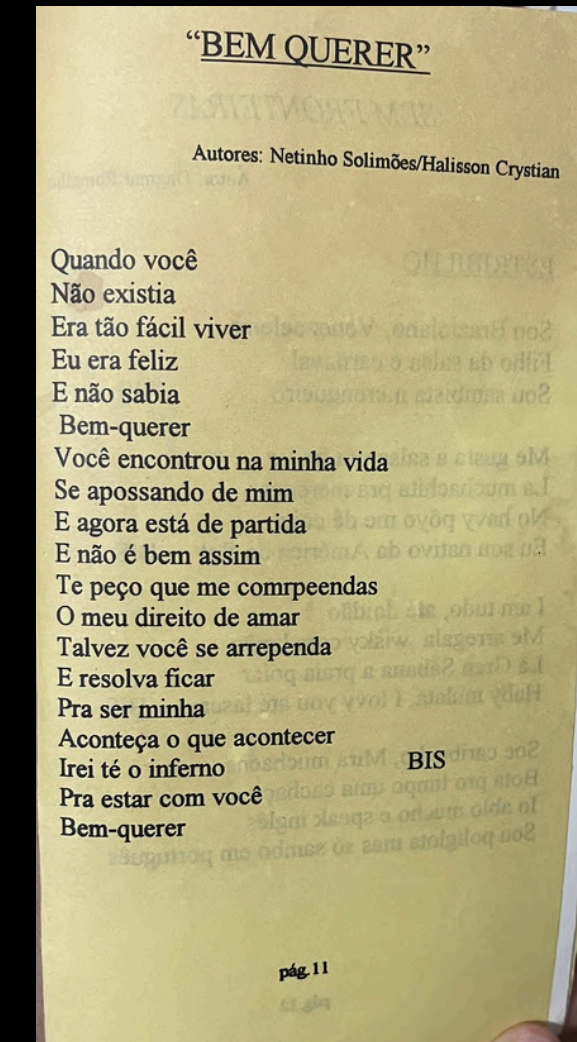 “BEM QUERER”
Autores: Netinho Solimões/Halisson Crystian
Quando você
Não existia
Era tão fácil viver
Eu era feliz
E não sabia
Bem-querer
Você encontrou na minha vida
Se apossando de mim
E agora está de partida
E não é bem assim
Te peço que me comrpeendas
O meu direito de amar
Talvez você se arrependa
E resolva ficar
Pra ser minha
Aconteça o que acontecer
Irei té o inferno BIS
Pra estar com você
Bem-querer
pág.11